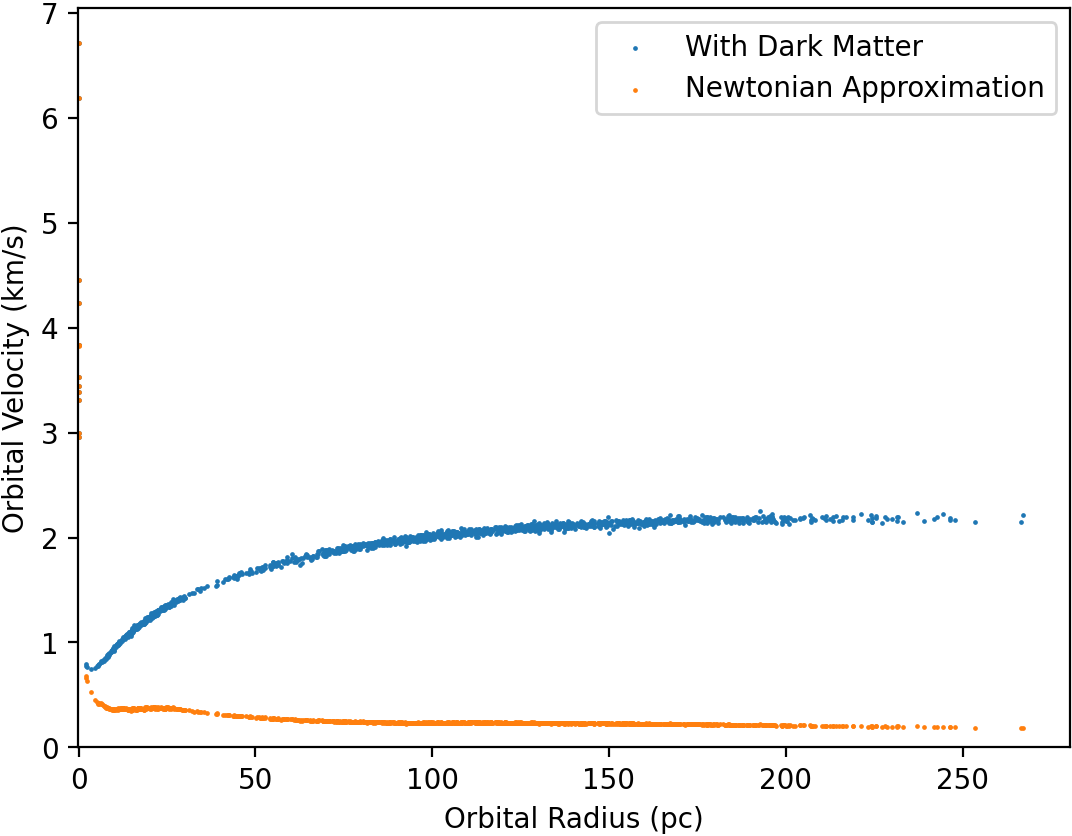 7
6
5
4
3
2
1
0
Orbital Velocity (km/s)
With Dark Matter
Newtonian Approximation
0 50 100 150 200 250
Orbital Radius (pc)